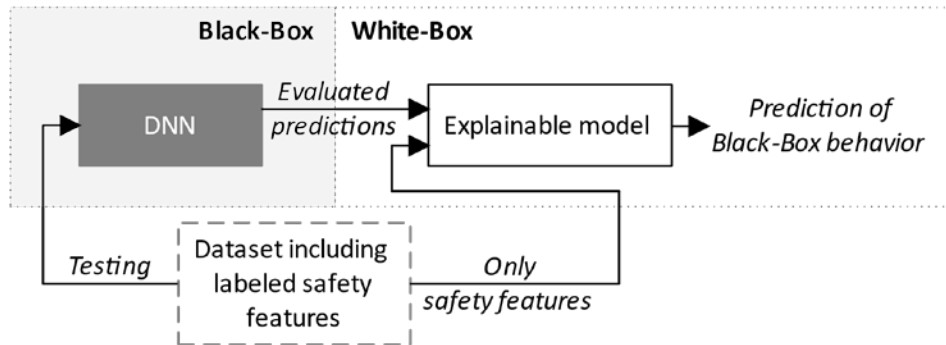 Black-Box
White-Box
DNN
Evaluated
predictions
Explainable model
Prediction of
Black-Box behavior
Testing
Dataset including
labeled safety
features
Only
safety features